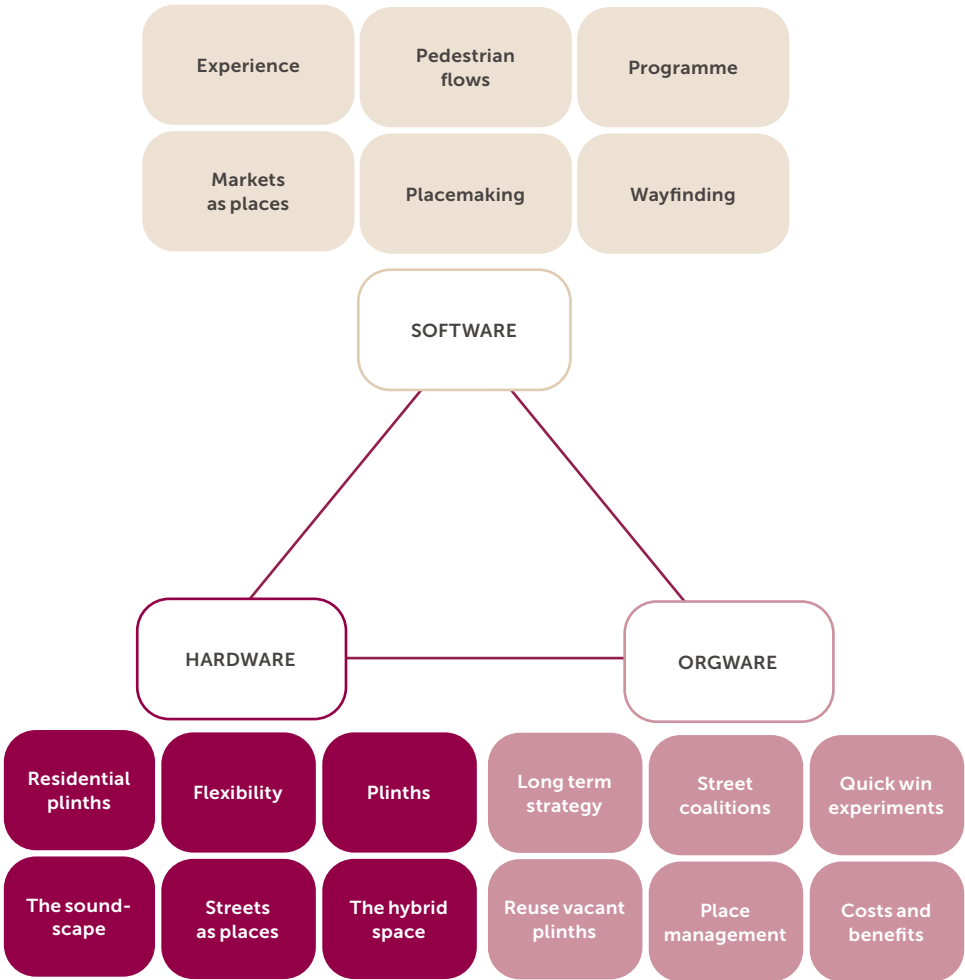 Experience
Pedestrian
flows
Programme
Markets
as places
Placemaking
Wayfinding
SOFTWARE
HARDWARE
ORGWARE
Residential
plinths
Flexibility
Plinths
Long term
strategy
Street
coalitions
Quick win
experiments
The sound-
scape
Streets
as places
The hybrid
space
Reuse vacant
plinths
Place
management
Costs and
benefits